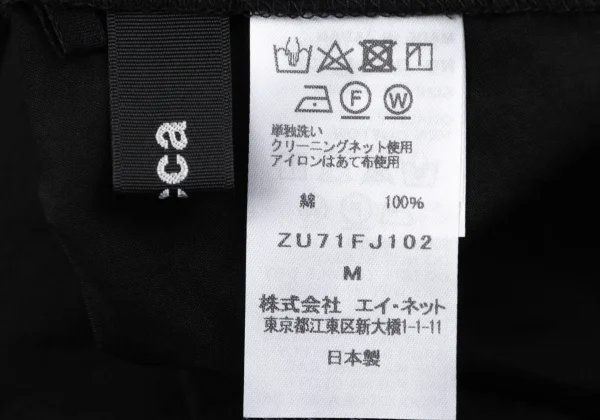 ca
F
W
単独洗い
クリーニングネット使用
アイロンはあて布使用
綿 100%
ZU71FJ102
M
株式会社 エイ・ネット
東京都江東区新大橋1-1-11
日本製